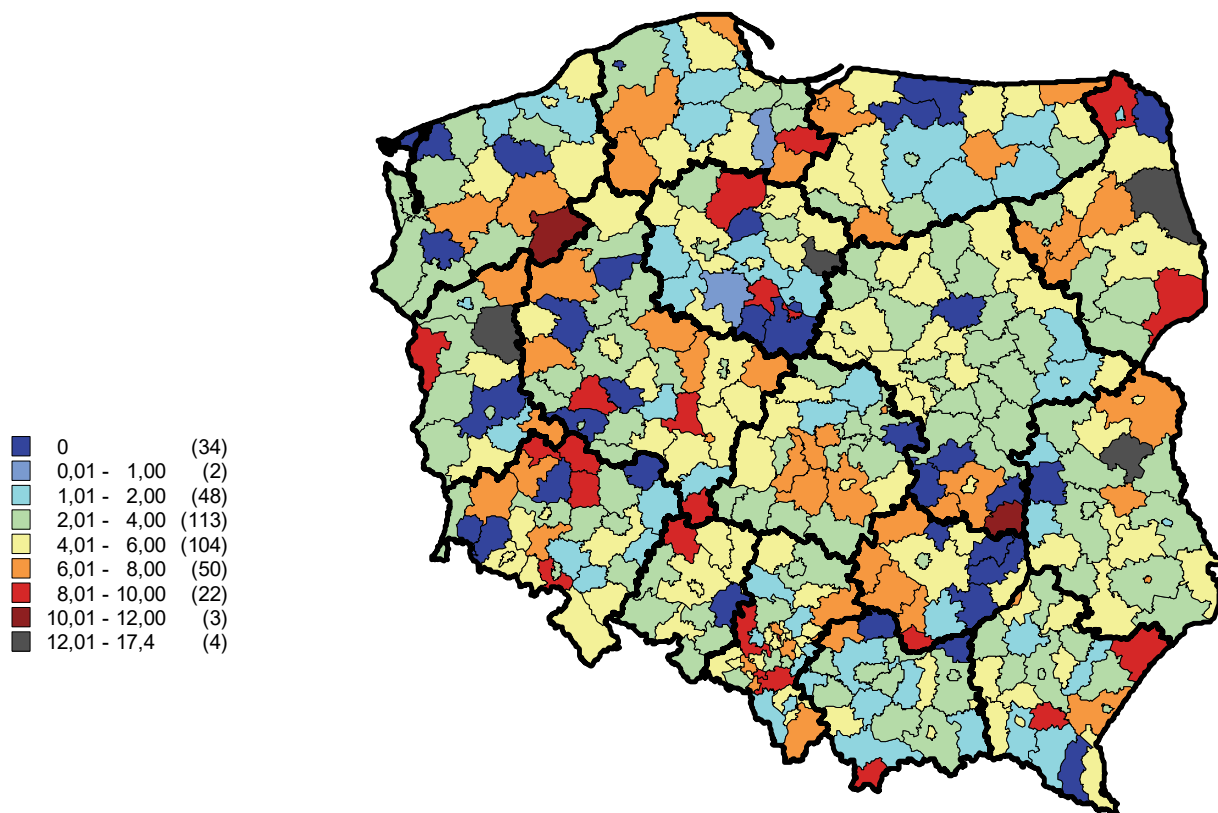 0 (34)
0,01 - 1,00 (2)
1,01 - 2,00 (48)
2,01 - 4,00 (113)
4,01 - 6,00 (104)
6,01 - 8,00 (50)
8,01 - 10,00 (22)
10,01 - 12,00 (3)
12,01 - 17,4 (4)